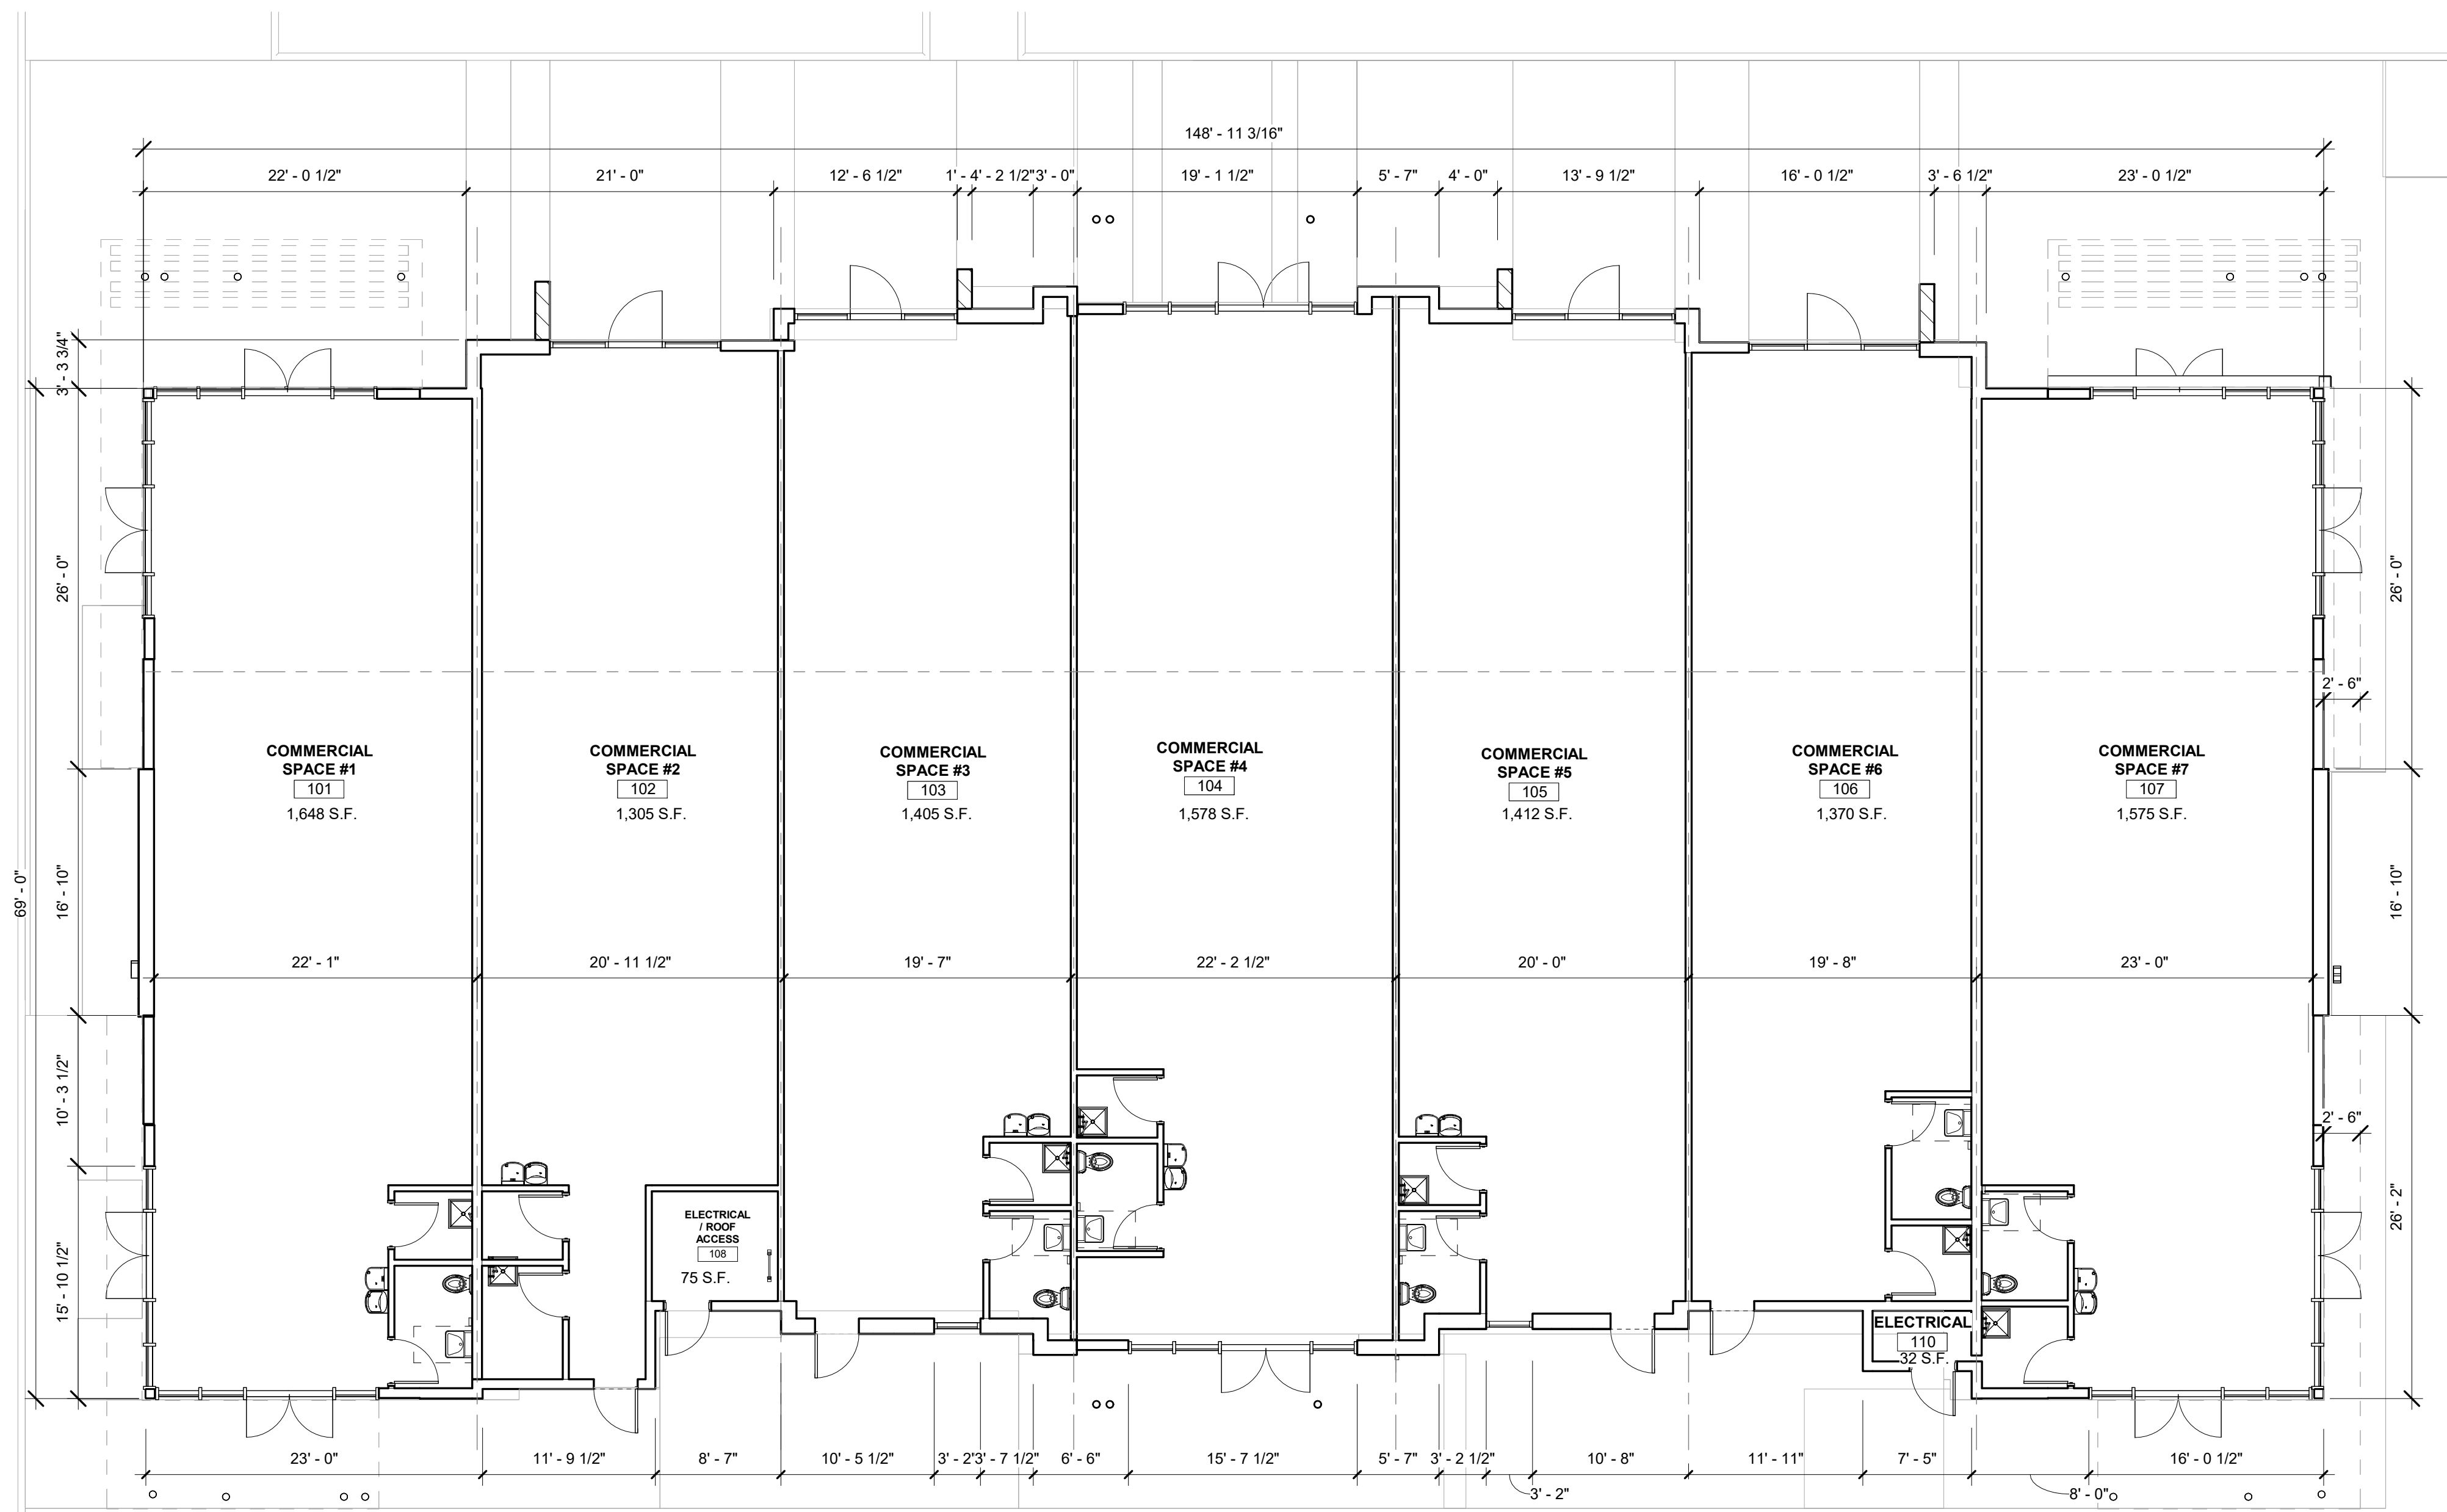 148' - 11 3/16"
22' - 0 1/2"
21' - 0"
12' - 6 1/2"
1' - 4' - 2 1/2"
3' - 0"
19' - 1 1/2"
5' - 7"
4' - 0"
13' - 9 1/2"
16' - 0 1/2"
3' - 6 1/2"
23' - 0 1/2"
3' - 3 3/4"
26' - 0"
16' - 10"
10' - 3 1/2"
15' - 10 1/2"
69' - 0"
COMMERCIAL
SPACE #1
101
1,648 S.F.
COMMERCIAL
SPACE #2
102
1,305 S.F.
COMMERCIAL
SPACE #3
103
1,405 S.F.
COMMERCIAL
SPACE #4
104
1,578 S.F.
COMMERCIAL
SPACE #5
105
1,412 S.F.
COMMERCIAL
SPACE #6
106
1,370 S.F.
COMMERCIAL
SPACE #7
107
1,575 S.F.
26' - 0"
2' - 6"
16' - 10"
2' - 6"
26' - 2"
22' - 1"
20' - 11 1/2"
19' - 7"
22' - 2 1/2"
20' - 0"
19' - 8"
23' - 0"
ELECTRICAL
/ ROOF
ACCESS
108
75 S.F.
ELECTRICAL
110
32 S.F.
23' - 0"
11' - 9 1/2"
8' - 7"
10' - 5 1/2"
3' - 2"
3' - 7 1/2"
6' - 6"
15' - 7 1/2"
5' - 7"
3' - 2 1/2"
3' - 2"
10' - 8"
11' - 11"
7' - 5"
8' - 0"
16' - 0 1/2"